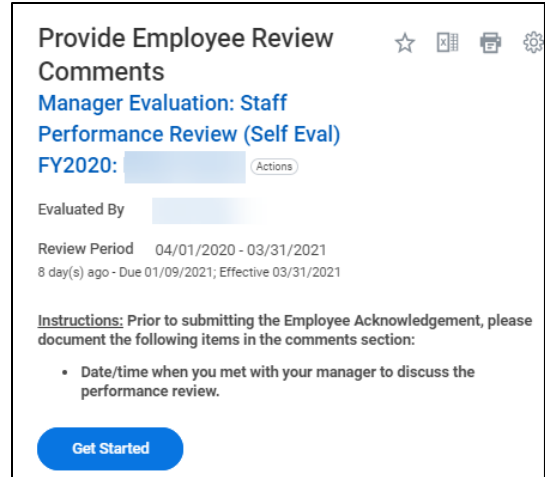 Provide Employee Review
Comments
Manager Evaluation: Staff
Performance Review (Self Eval)
FY2020:
Actions
Evaluated By
Review Period 04/01/2020 - 03/31/2021
8 day(s) ago - Due 01/09/2021; Effective 03/31/2021
Instructions: Prior to submitting the Employee Acknowledgement, please
document the following items in the comments section:
• Date/time when you met with your manager to discuss the
performance review.
Get Started